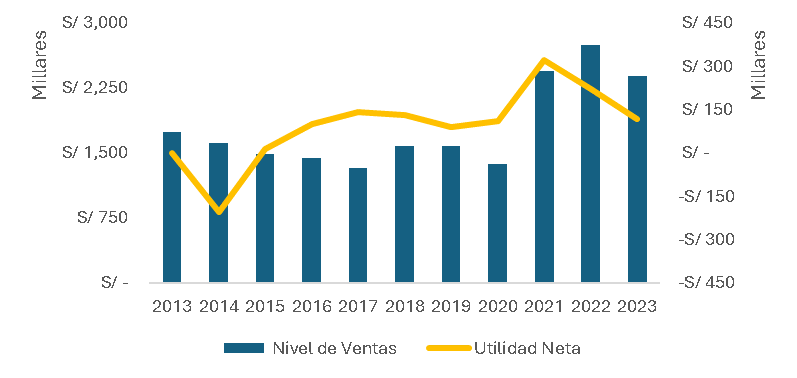 Millares
S/ 3,000
S/ 2,250
S/ 1,500
S/ 750
S/ -
S/ 450
S/ 300
S/ 150
S/ -
-S/ 150
-S/ 300
-S/ 450
Millares
2013 2014 2015 2016 2017 2018 2019 2020 2021 2022 2023
Nivel de Ventas Utilidad Neta